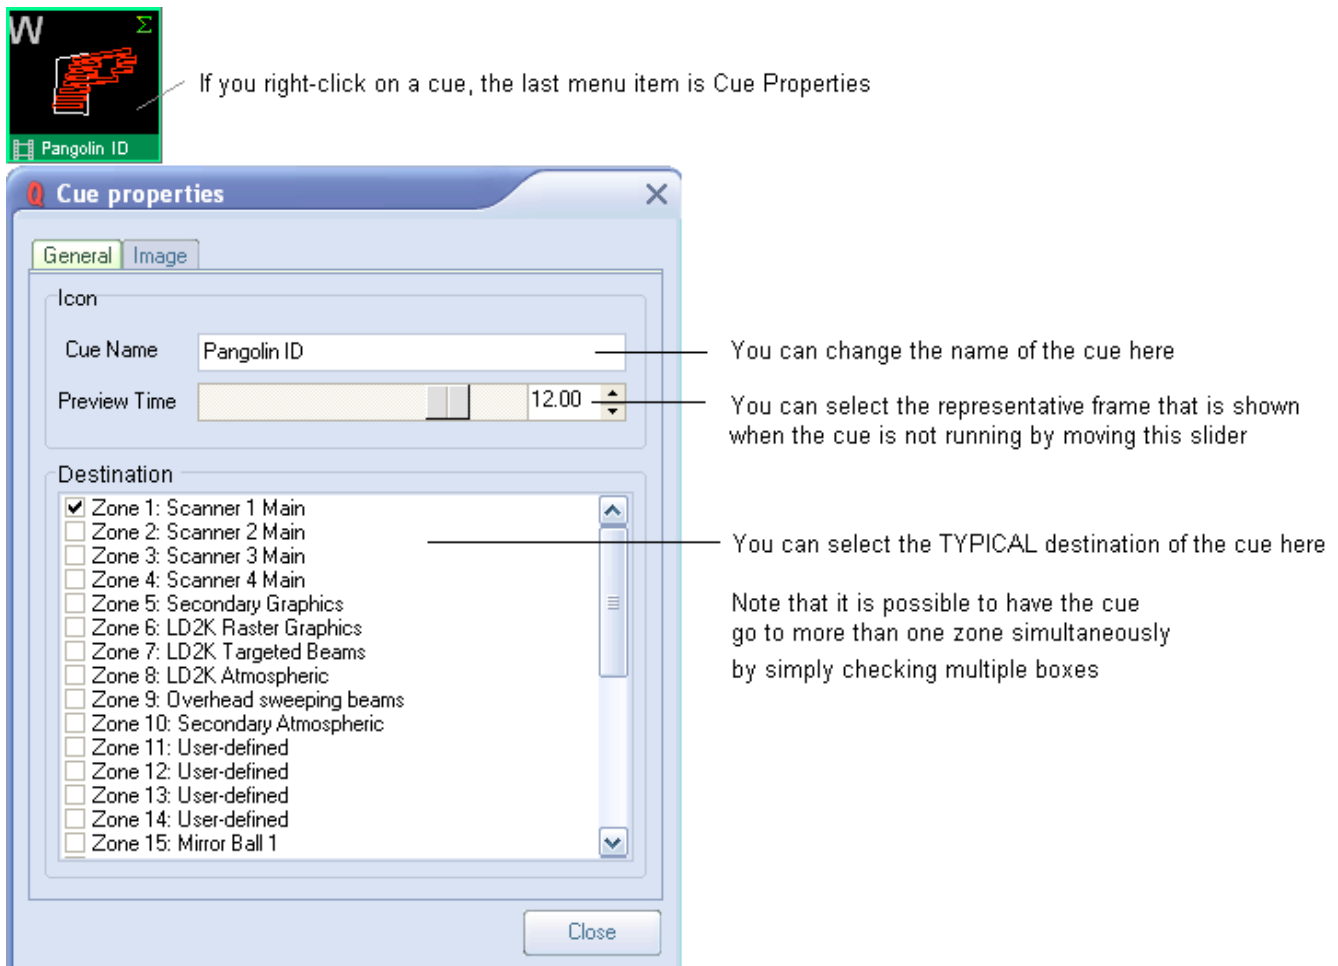 W Σ
If you right-click on a cue, the last menu item is Cue Properties
Pangolin ID
Cue properties
General Image
Icon
Cue Name Pangolin ID
You can change the name of the cue here
Preview Time 12.00
You can select the representative frame that is shown
when the cue is not running by moving this slider
Destination
Zone 1: Scanner 1 Main
Zone 2: Scanner 2 Main
Zone 3: Scanner 3 Main
Zone 4: Scanner 4 Main
Zone 5: Secondary Graphics
Zone 6: LD2K Raster Graphics
Zone 7: LD2K Targeted Beams
Zone 8: LD2K Atmospheric
Zone 9: Overhead sweeping beams
Zone 10: Secondary Atmospheric
Zone 11: User-defined
Zone 12: User-defined
Zone 13: User-defined
Zone 14: User-defined
Zone 15: Mirror Ball 1
You can select the TYPICAL destination of the cue here
Note that it is possible to have the cue
go to more than one zone simultaneously
by simply checking multiple boxes
Close